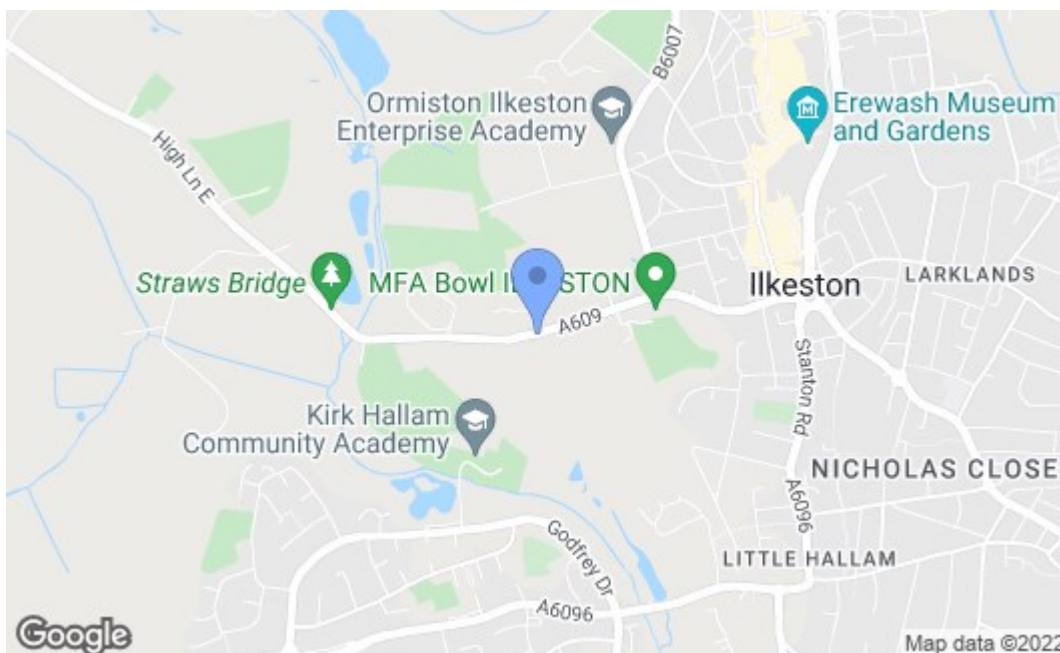 B6007
Ormiston Ilkeston
Enterprise Academy
Erewash Museum
and Gardens
High Ln E
Straws Bridge
MFA Bowl ILKESTON
Ilkeston
LARKLANDS
A609
Stanton Rd
Kirk Hallam
Community Academy
NICHOLAS CLOSE
A6096
Godfrey Dr
LITTLE HALLAM
A6096
Google
Map data ©2022